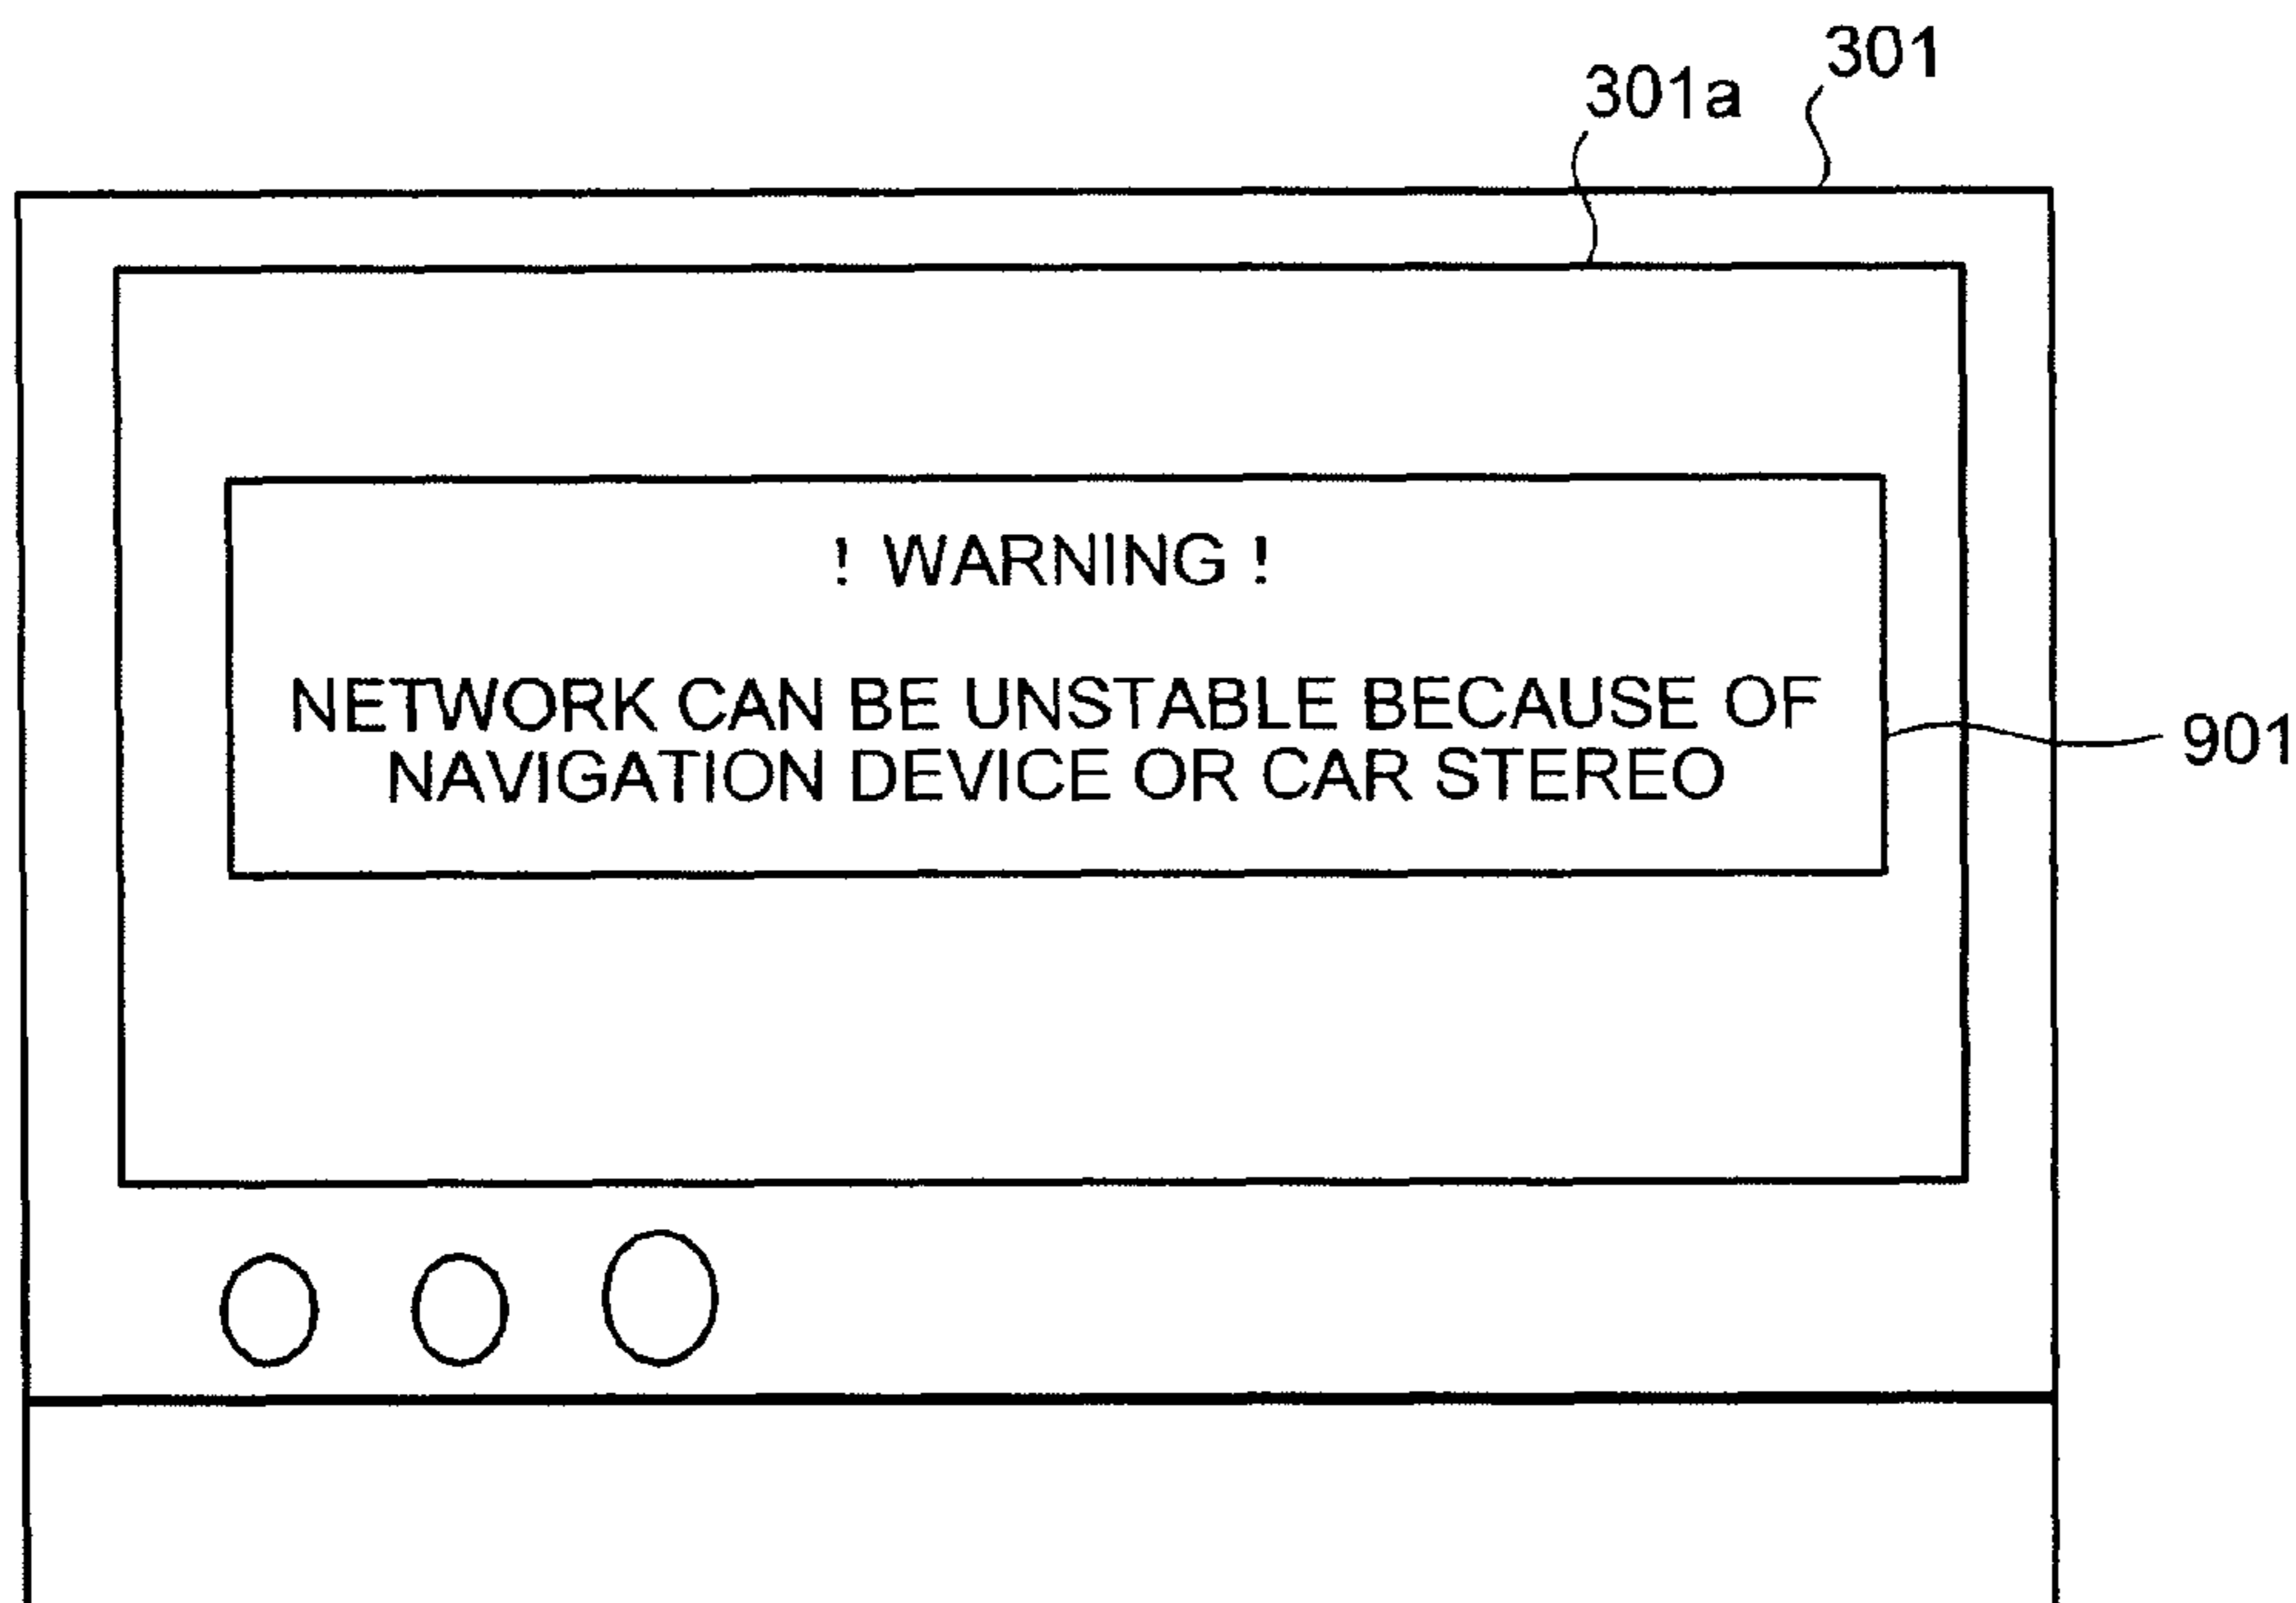 301
301a
! WARNING !
NETWORK CAN BE UNSTABLE BECAUSE OF
NAVIGATION DEVICE OR CAR STEREO
901